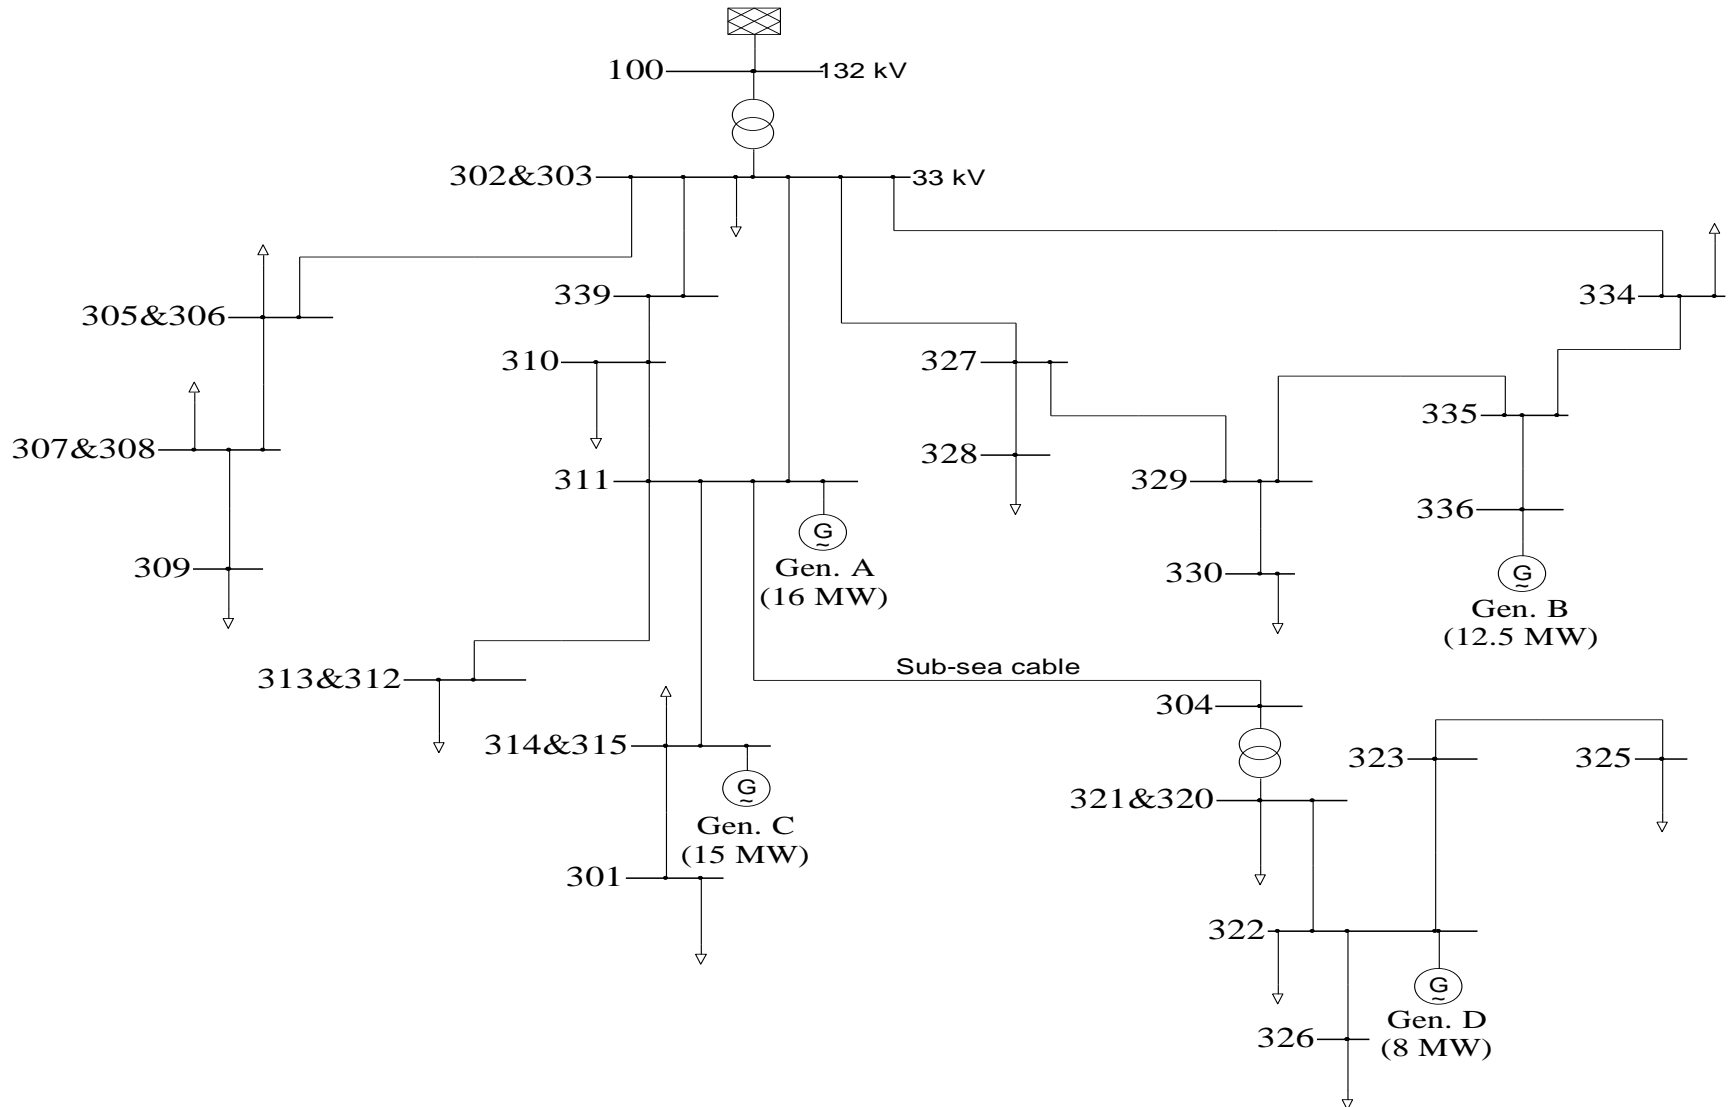 100
132 kV
302&303
33 kV
339
334
305&306
310
327
335
307&308
328
311
329
336
G
~
Gen. A
(16 MW)
309
330
G
~
Gen. B
(12.5 MW)
Sub-sea cable
313&312
304
314&315
323
325
G
~
Gen. C
(15 MW)
321&320
301
322
G
~
Gen. D
(8 MW)
326